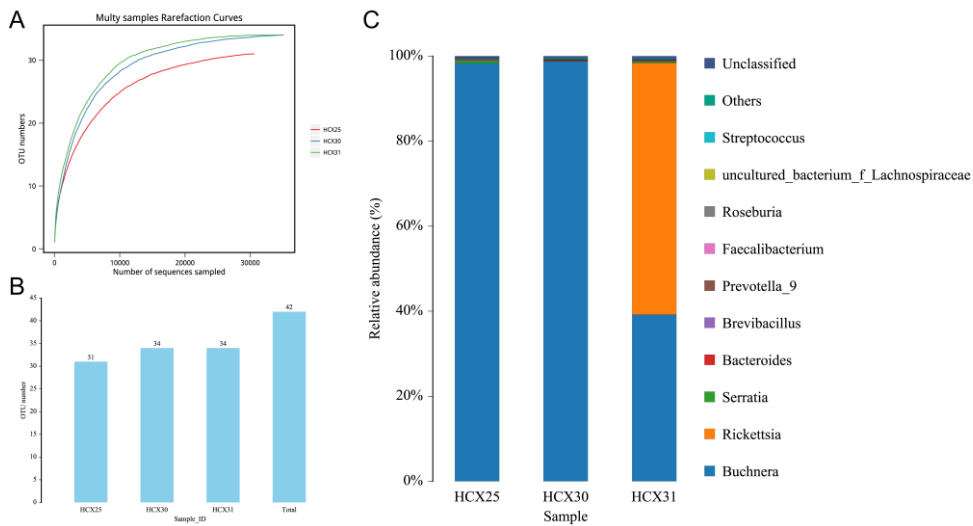 A
Multy samples Rarefaction Curves
OTU numbers
30
20
10
0
0 10000 20000 30000
Number of sequences sampled
HCX25
HCX30
HCX31
B
OTU number
45
40
35
30
25
20
15
10
5
0
31
34
34
42
HCX25 HCX30 HCX31 Total
Sample_ID
C
Relative abundance (%)
100%
80%
60%
40%
20%
0%
HCX25 HCX30 HCX31
Sample
Unclassified
Others
Streptococcus
uncultured_bacterium_f_Lachnospiraceae
Roseburia
Faecalibacterium
Prevotella_9
Brevibacillus
Bacteroides
Serratia
Rickettsia
Buchnera